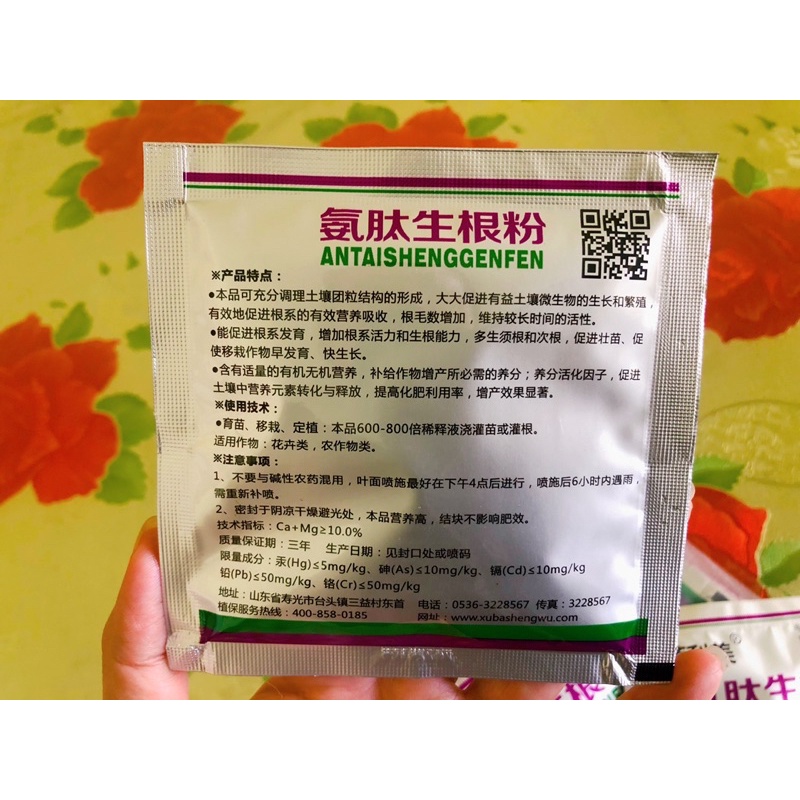 氨肽生根粉
ANTAISHENGGENFEN
※产品特点：
●本品可充分调理土壤团粒结构的形成，大大促进有益土壤微生物的生长和繁殖，
有效地促进根系的有效营养吸收，根毛数增加，维持较长时间的活性。
●能促进根系发育，增加根系活力和生根能力，多生须根和次根，促进壮苗、促
使移栽作物早发育、快生长。
●含有适量的有机无机营养，补给作物增产所必需的养分；养分活化因子，促进
土壤中营养元素转化与释放，提高化肥利用率，增产效果显著。
※使用技术：
●育苗、移栽、定植：本品600-800倍稀释液浇灌苗或灌根。
适用作物：花卉类，农作物类。
※注意事项：
1、不要与碱性农药混用，叶面喷施最好在下午4点后进行，喷施后6小时内遇雨，
需重新补喷。
2、密封于阴凉干燥避光处，本品营养高，结块不影响肥效。
技术指标：Ca+Mg≥10.0%
质量保证期：三年 生产日期：见封口处或喷码
限量成分：汞(Hg)≤5mg/kg、砷(As)≤10mg/kg、镉(Cd)≤10mg/kg
铅(Pb)≤50mg/kg、铬(Cr)≤50mg/kg
地址：山东省寿光市台头镇三益村东首 电话：0536-3228567 传真：3228567
植保服务热线：400-858-0185 网址：www.xubashengwu.com
肽生